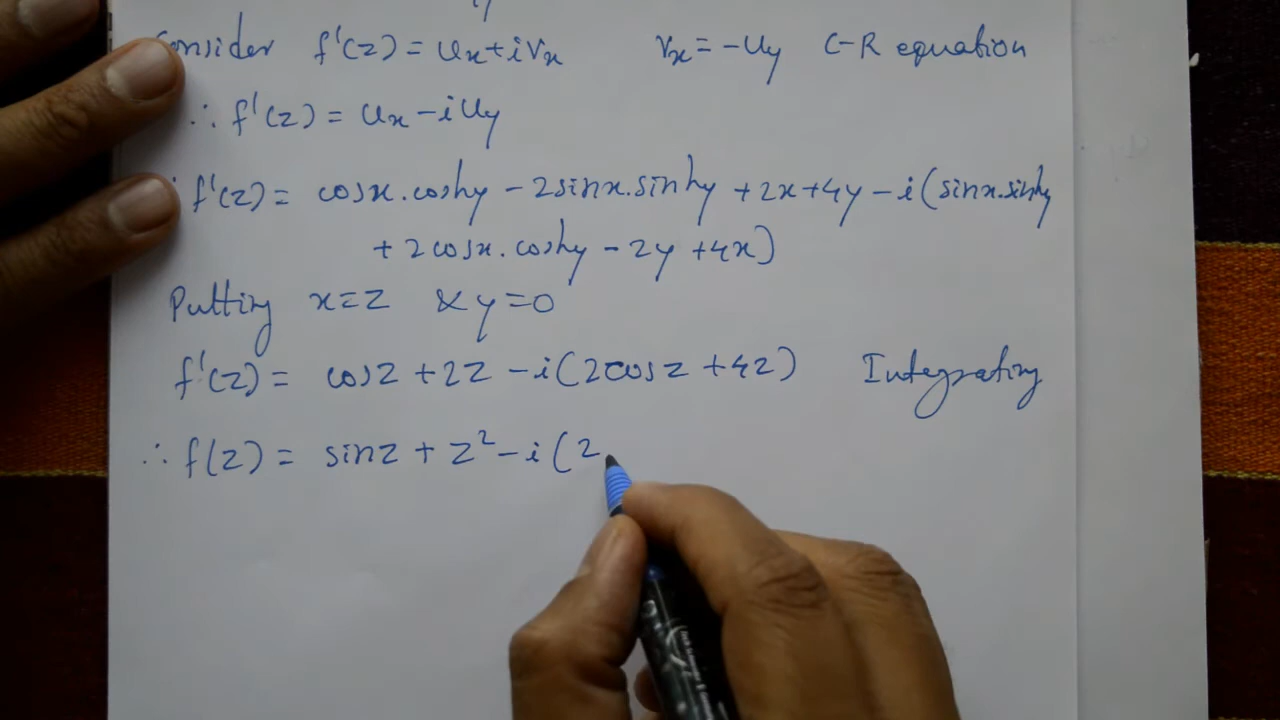 Consider f'(z) = ux + ivx vx = -uy C-R equation
∴ f'(z) = ux - iuy
f'(z) = cosx.coshy - 2sinx.sinhy + 2x + 4y - i(sinx.sinhy
+ 2cosx.coshy - 2y + 4x)
Putting x = z & y = 0
f'(z) = cosz + 2z - i(2cosz + 4z) Integrating
∴ f(z) = sinz + z² - i(2